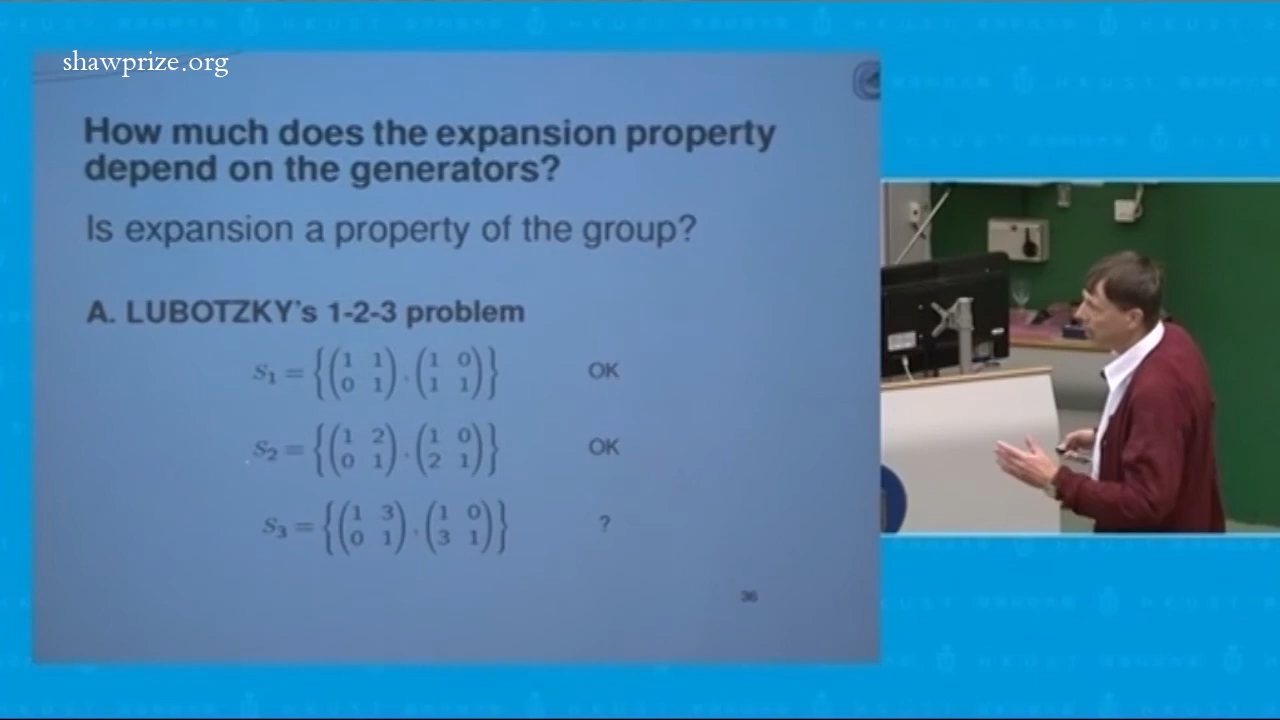 shawprize.org
How much does the expansion property
depend on the generators?
Is expansion a property of the group?
A. LUBOTZKY's 1-2-3 problem
S₁ = {(1 1; 0 1), (1 0; 1 1)} OK
S₂ = {(1 2; 0 1), (1 0; 2 1)} OK
S₃ = {(1 3; 0 1), (1 0; 3 1)} ?
36